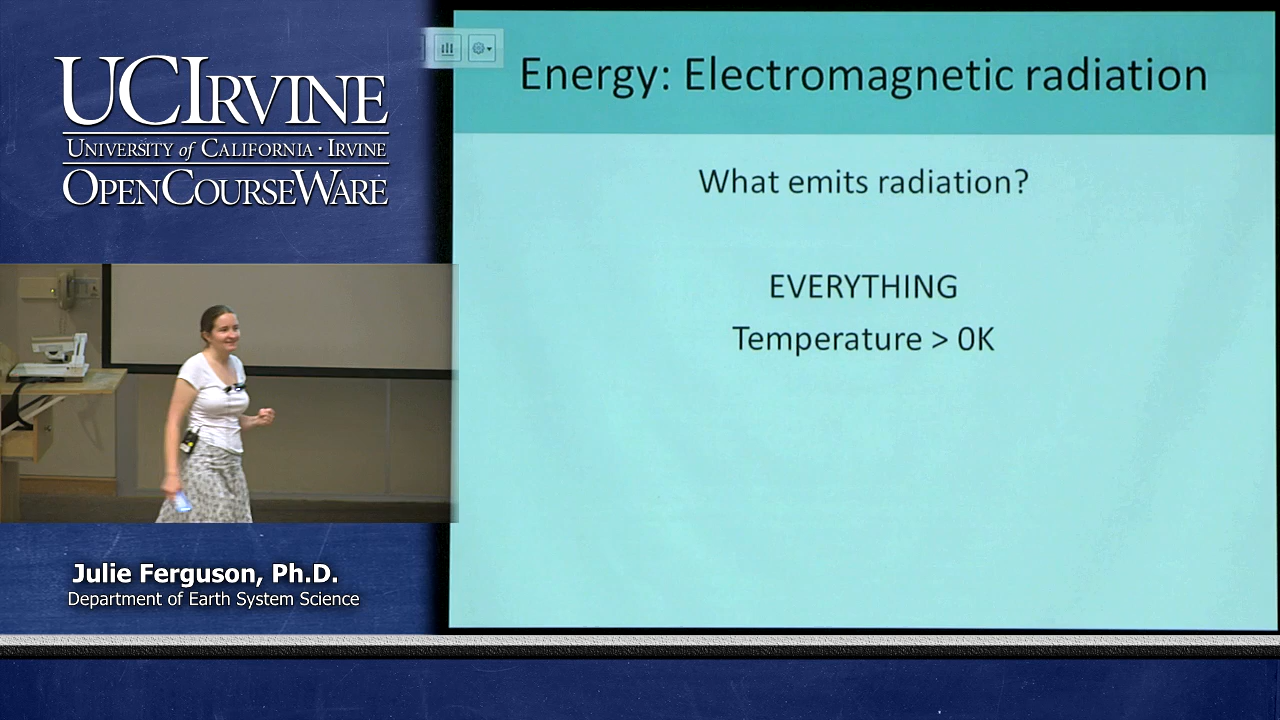 UCIRVINE
UNIVERSITY of CALIFORNIA · IRVINE
OPENCOURSEWARE
Julie Ferguson, Ph.D.
Department of Earth System Science
Energy: Electromagnetic radiation
What emits radiation?
EVERYTHING
Temperature > 0K